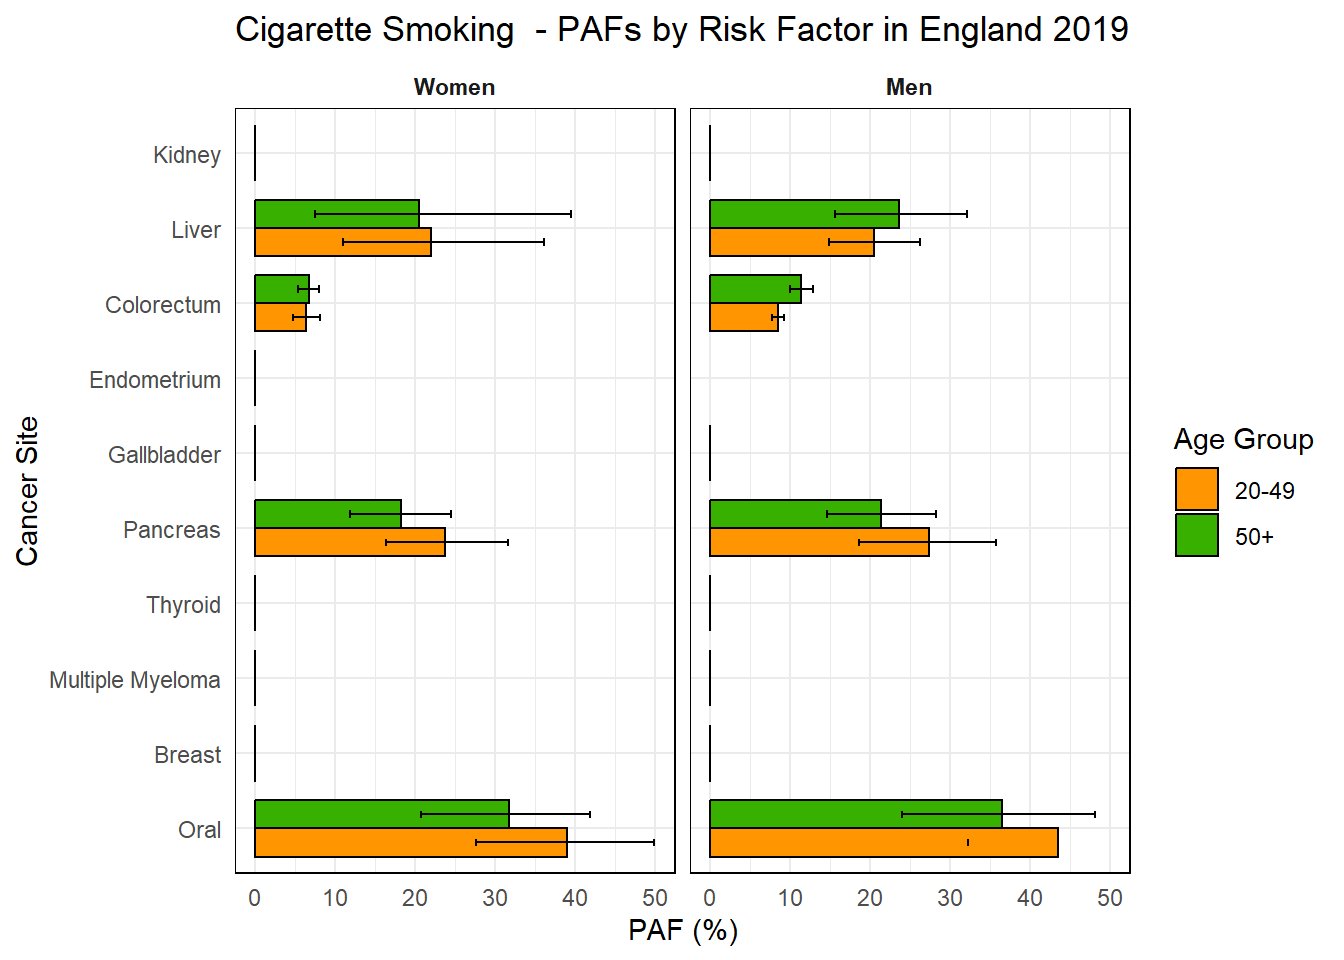 Cigarette Smoking  - PAFs by Risk Factor in England 2019
Women
Men
Kidney
Liver
Colorectum
Endometrium
Gallbladder
Pancreas
Thyroid
Multiple Myeloma
Breast
Oral
Cancer Site
0 10 20 30 40 50
0 10 20 30 40 50
PAF (%)
Age Group
20-49
50+